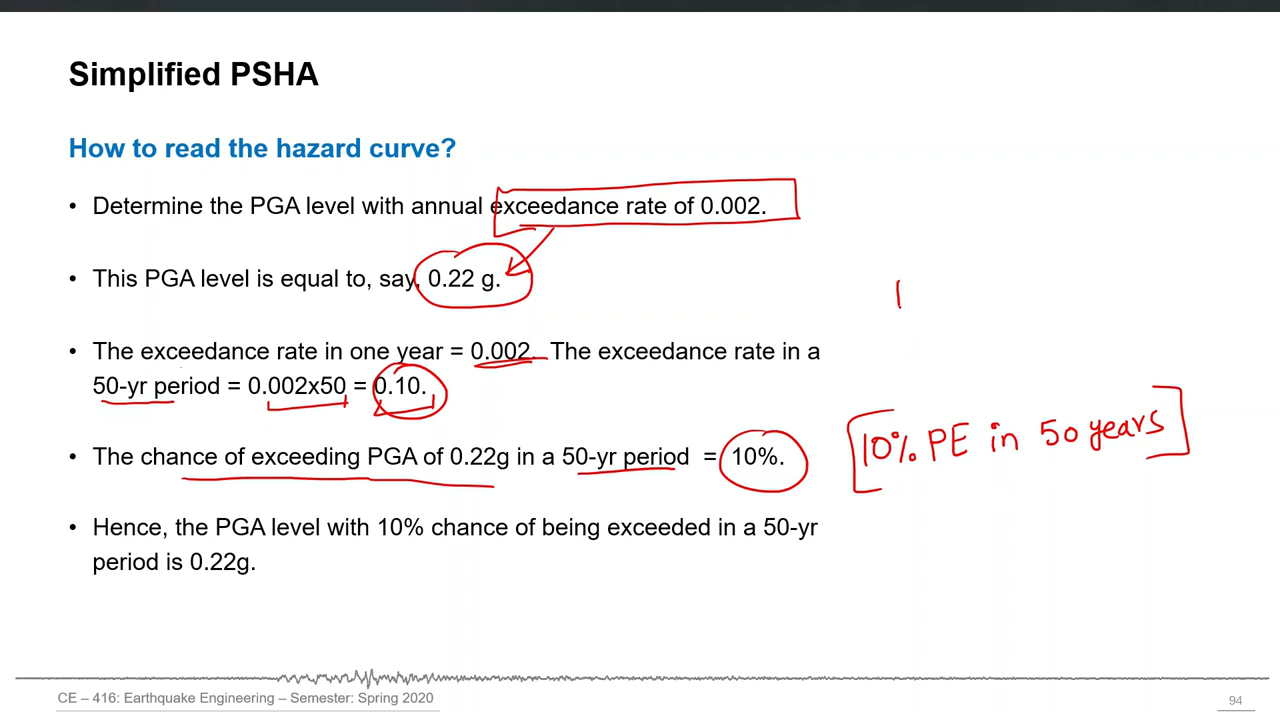 Simplified PSHA
How to read the hazard curve?
• Determine the PGA level with annual exceedance rate of 0.002.
• This PGA level is equal to, say, 0.22 g.
• The exceedance rate in one year = 0.002. The exceedance rate in a
50-yr period = 0.002x50 = 0.10.
• The chance of exceeding PGA of 0.22g in a 50-yr period = 10%.
[10% PE in 50 years]
• Hence, the PGA level with 10% chance of being exceeded in a 50-yr
period is 0.22g.
CE – 416: Earthquake Engineering – Semester: Spring 2020
94